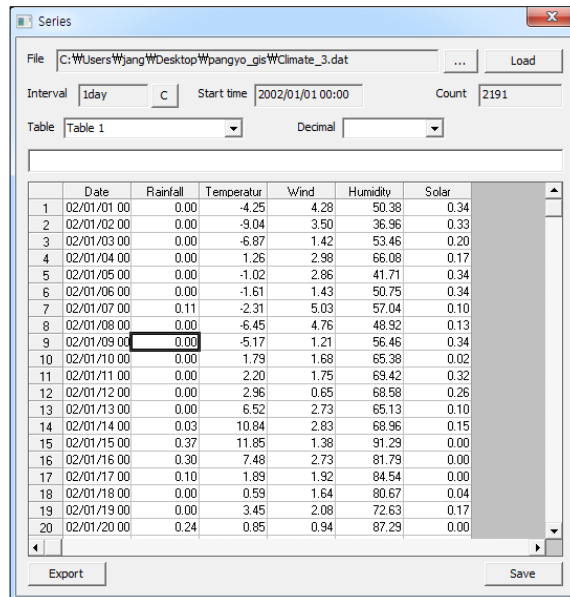 Series
File C:₩Users₩jang₩Desktop₩pangyo_gis₩Climate_3.dat ... Load
Interval 1day C Start time 2002/01/01 00:00 Count 2191
Table Table 1 Decimal
Date Rainfall Temperatur Wind Humidity Solar
1 02/01/01 00 0.00 -4.25 4.28 50.38 0.34
2 02/01/02 00 0.00 -9.04 3.50 36.96 0.33
3 02/01/03 00 0.00 -6.87 1.42 53.46 0.20
4 02/01/04 00 0.00 1.26 2.98 66.08 0.17
5 02/01/05 00 0.00 -1.02 2.86 41.71 0.34
6 02/01/06 00 0.00 -1.61 1.43 50.75 0.34
7 02/01/07 00 0.11 -2.31 5.03 57.04 0.10
8 02/01/08 00 0.00 -6.45 4.76 48.92 0.13
9 02/01/09 00 0.00 -5.17 1.21 56.46 0.34
10 02/01/10 00 0.00 1.79 1.68 65.38 0.02
11 02/01/11 00 0.00 2.20 1.75 69.42 0.32
12 02/01/12 00 0.00 2.96 0.65 68.58 0.26
13 02/01/13 00 0.00 6.52 2.73 65.13 0.10
14 02/01/14 00 0.03 10.84 2.83 68.96 0.15
15 02/01/15 00 0.37 11.85 1.38 91.29 0.00
16 02/01/16 00 0.30 7.48 2.73 81.79 0.00
17 02/01/17 00 0.10 1.89 1.92 84.54 0.00
18 02/01/18 00 0.00 0.59 1.64 80.67 0.04
19 02/01/19 00 0.00 3.45 2.08 72.63 0.17
20 02/01/20 00 0.24 0.85 0.94 87.29 0.00
Export Save